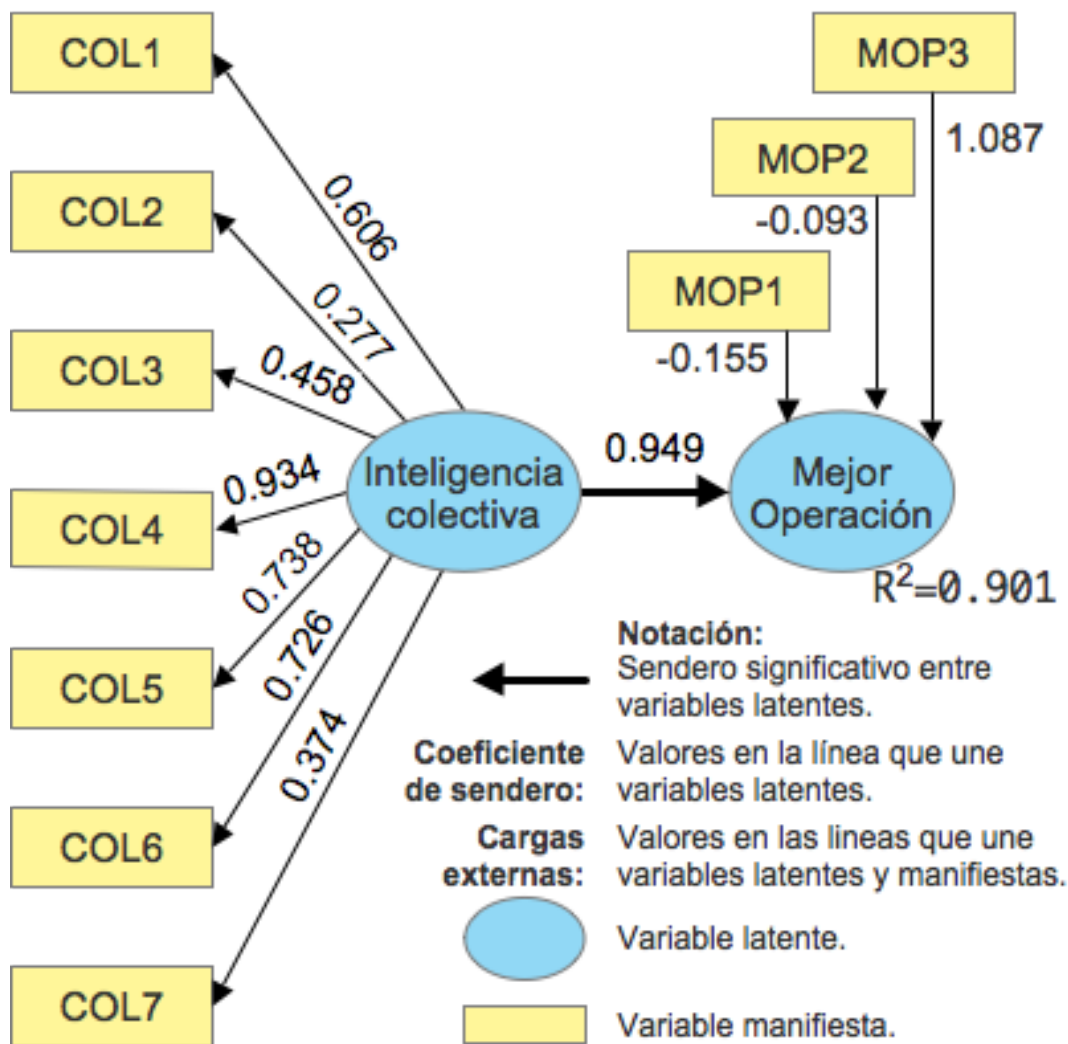 COL1
COL2
COL3
COL4
COL5
COL6
COL7
0.606
0.277
0.458
0.934
0.738
0.726
0.374
Inteligencia
colectiva
0.949
MOP3
1.087
MOP2
-0.093
MOP1
-0.155
Mejor
Operación
R²=0.901
Notación:
Sendero significativo entre
variables latentes.
Coeficiente
de sendero:
Valores en la línea que une
variables latentes.
Cargas
externas:
Valores en las lineas que une
variables latentes y manifiestas.
Variable latente.
Variable manifiesta.